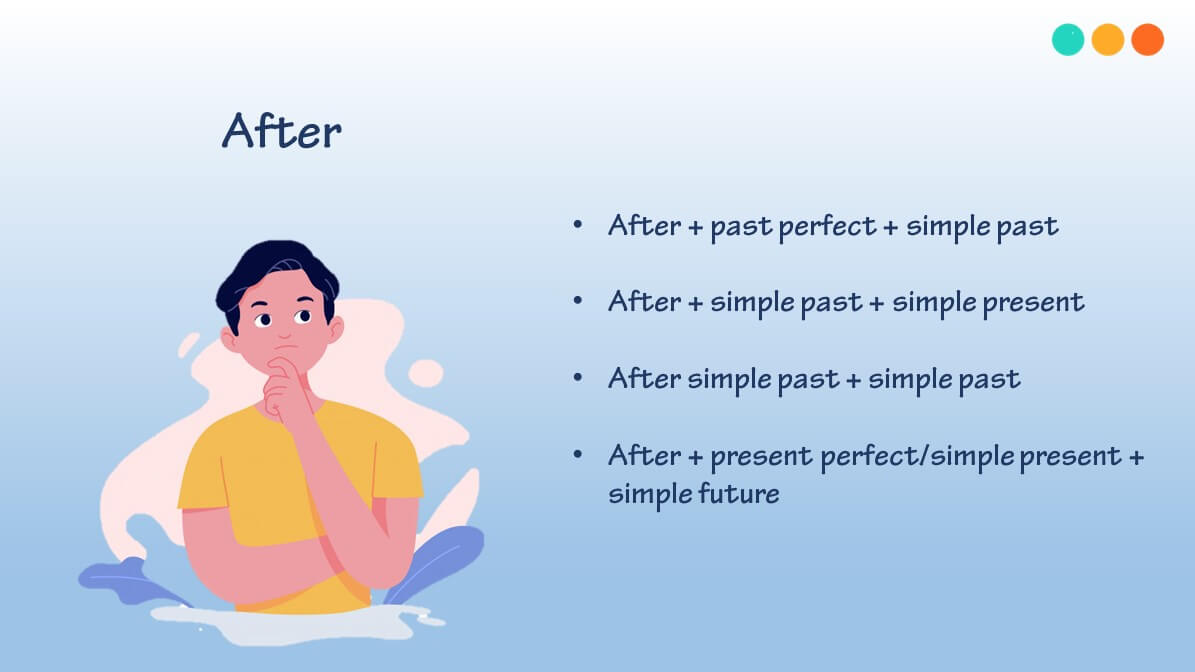 After
• After + past perfect + simple past
• After + simple past + simple present
• After simple past + simple past
• After + present perfect/simple present +
simple future